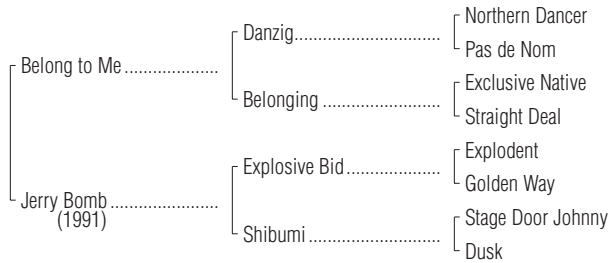 Northern Dancer
Danzig
Pas de Nom
Belong to Me
Exclusive Native
Belonging
Straight Deal
Explodent
Explosive Bid
Golden Way
Jerry Bomb
(1991)
Stage Door Johnny
Shibumi
Dusk